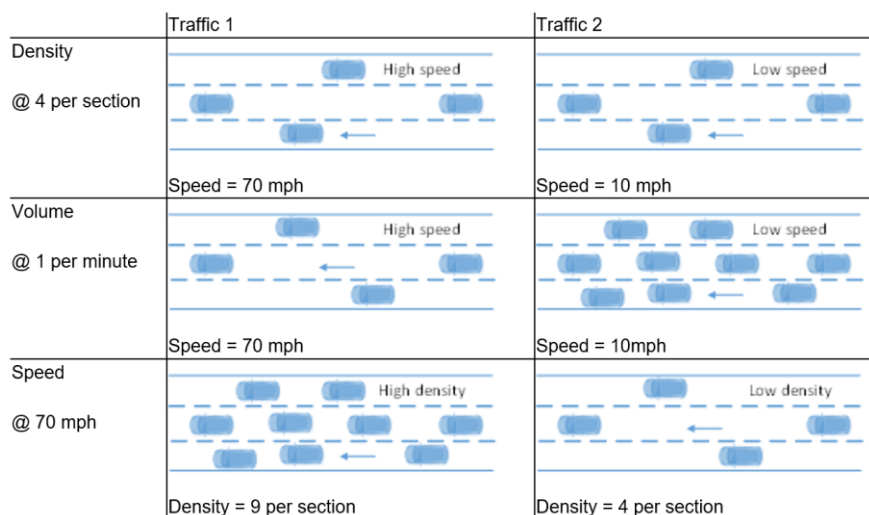 Traffic 1
Traffic 2
Density
@ 4 per section
High speed
Speed = 70 mph
Low speed
Speed = 10 mph
Volume
@ 1 per minute
High speed
Speed = 70 mph
Low speed
Speed = 10mph
Speed
@ 70 mph
High density
Density = 9 per section
Low density
Density = 4 per section